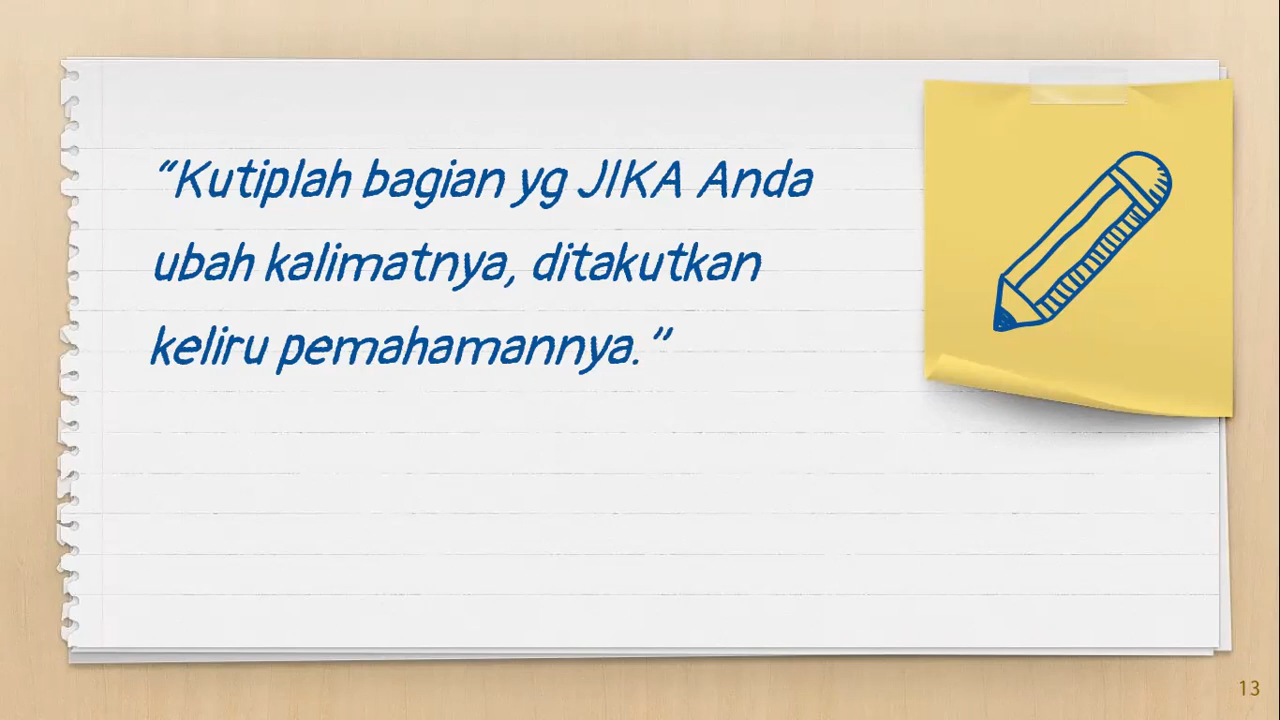 “Kutiplah bagian yg JIKA Anda
ubah kalimatnya, ditakutkan
keliru pemahamannya.”
13